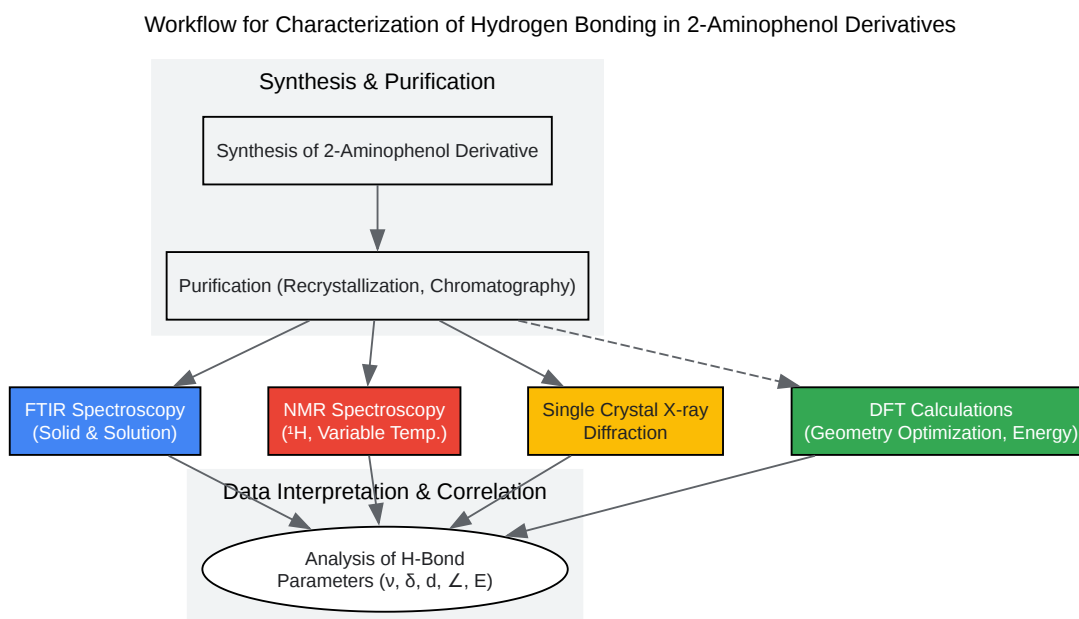 Workflow for Characterization of Hydrogen Bonding in 2-Aminophenol Derivatives
Synthesis & Purification
Synthesis of 2-Aminophenol Derivative
Purification (Recrystallization, Chromatography)
FTIR Spectroscopy
(Solid & Solution)
NMR Spectroscopy
(¹H, Variable Temp.)
Single Crystal X-ray
Diffraction
DFT Calculations
(Geometry Optimization, Energy)
Data Interpretation & Correlation
Analysis of H-Bond
Parameters (ν, δ, d, ∠, E)